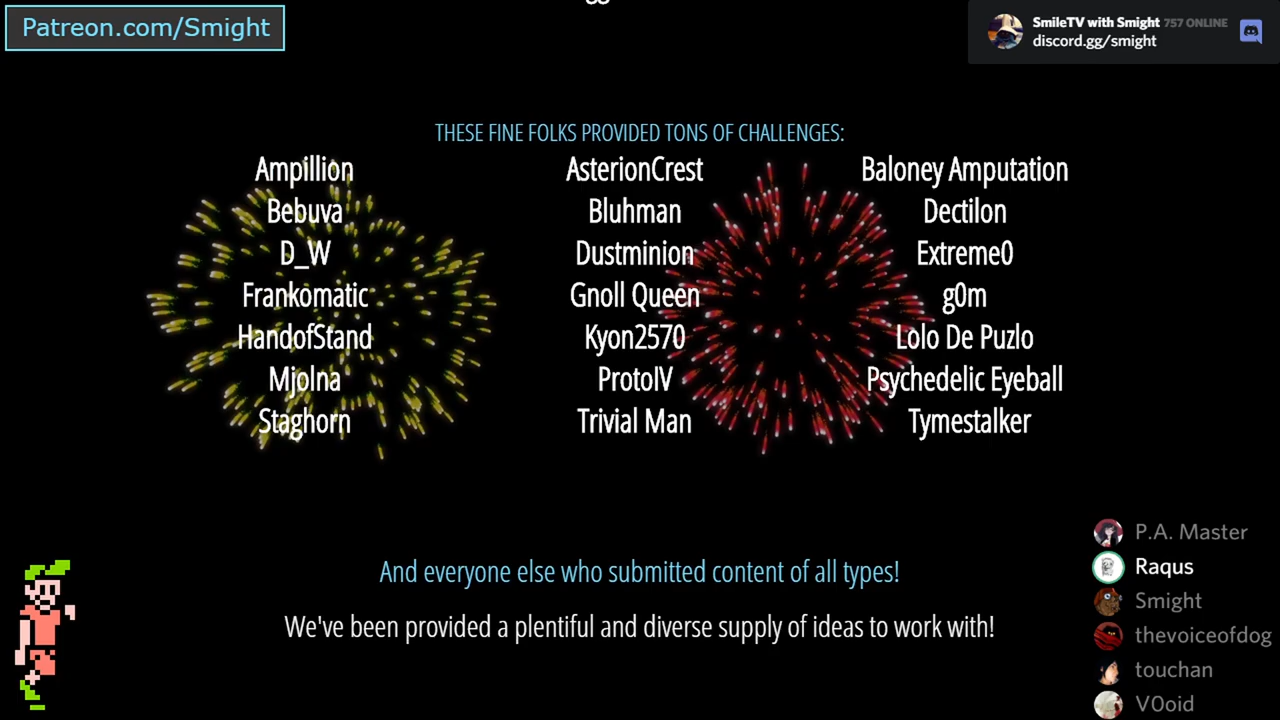 Patreon.com/Smight
SmileTV with Smight 757 ONLINE
discord.gg/smight
THESE FINE FOLKS PROVIDED TONS OF CHALLENGES:
Ampillion AsterionCrest Baloney Amputation
Bebuva Bluhman Dectilon
D_W Dustminion Extreme0
Frankomatic Gnoll Queen g0m
HandofStand Kyon2570 Lolo De Puzlo
Mjolna ProtoIV Psychedelic Eyeball
Staghorn Trivial Man Tymestalker
And everyone else who submitted content of all types!
We've been provided a plentiful and diverse supply of ideas to work with!
P.A. Master
Raqus
Smight
thevoiceofdog
touchan
V0oid